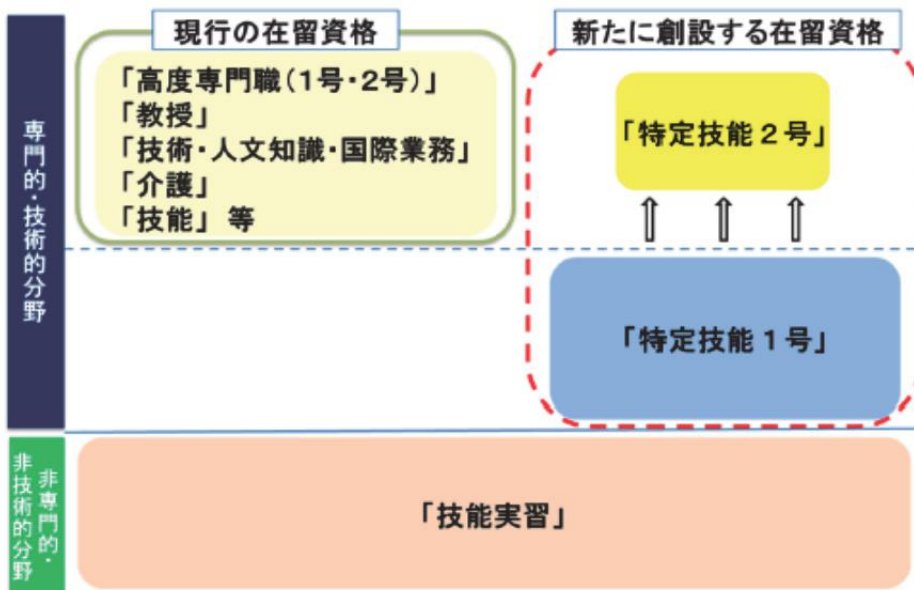 現行の在留資格
「高度専門職(1号・2号)」
「教授」
「技術・人文知識・国際業務」
「介護」
「技能」 等
新たに創設する在留資格
「特定技能2号」
「特定技能1号」
専門的・技術的分野
非専門的・
非技術的分野
「技能実習」